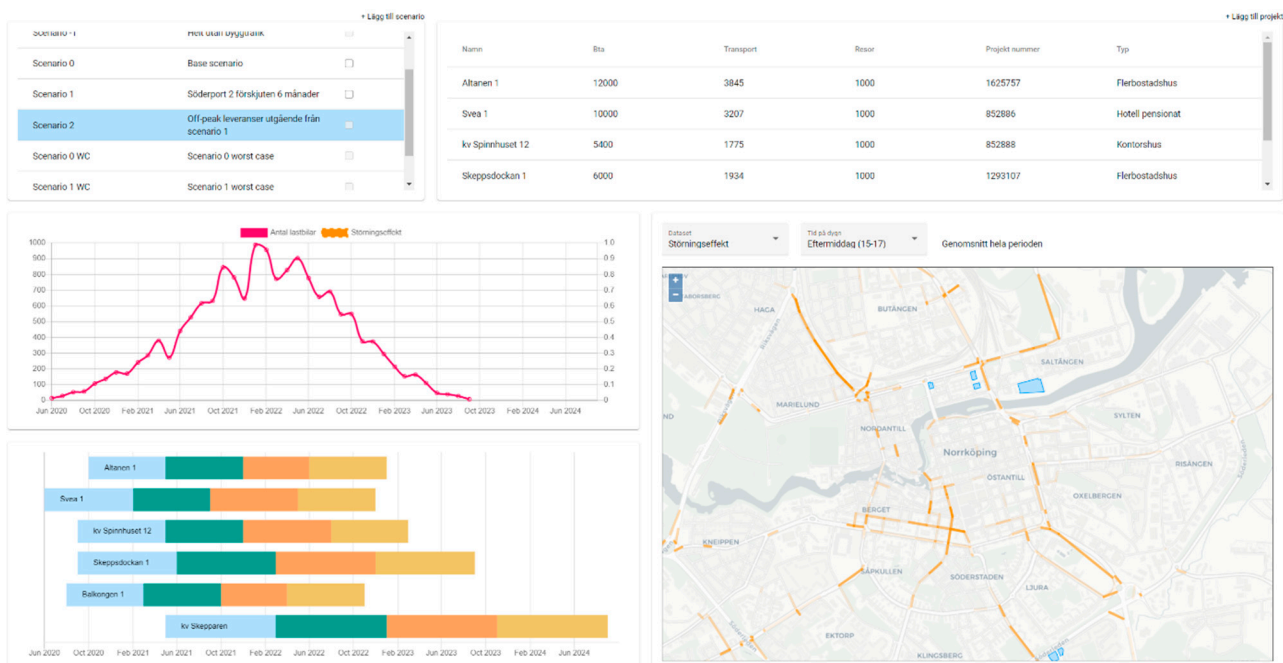 + Lägg till scenario
Scenario -1 Helt utan byggtrafik
Scenario 0 Base scenario
Scenario 1 Söderport 2 förskjuten 6 månader
Scenario 2 Off-peak leveranser utgående från
scenario 1
Scenario 0 WC Scenario 0 worst case
Scenario 1 WC Scenario 1 worst case
+ Lägg till projekt
Namn Bta Transport Resor Projekt nummer Typ
Altanen 1 12000 3845 1000 1625757 Flerbostadshus
Svea 1 10000 3207 1000 852886 Hotell pensionat
kv Spinnhuset 12 5400 1775 1000 852888 Kontorshus
Skeppsdockan 1 6000 1934 1000 1293107 Flerbostadshus
Antal lastbilar Störningseffekt
1000 1.0
900 0.9
800 0.8
700 0.7
600 0.6
500 0.5
400 0.4
300 0.3
200 0.2
100 0.1
0 0
Jun 2020 Oct 2020 Feb 2021 Jun 2021 Oct 2021 Feb 2022 Jun 2022 Oct 2022 Feb 2023 Jun 2023 Oct 2023 Feb 2024 Jun 2024
Altanen 1
Svea 1
kv Spinnhuset 12
Skeppsdockan 1
Balkongen 1
kv Skepparen
Jun 2020 Oct 2020 Feb 2021 Jun 2021 Oct 2021 Feb 2022 Jun 2022 Oct 2022 Feb 2023 Jun 2023 Oct 2023 Feb 2024 Jun 2024
Dataset
Störningseffekt
Tid på dygn
Eftermiddag (15-17)
Genomsnitt hela perioden
+
−
ABORSBERG
HAGA
BUTÄNGEN
SALTÄNGEN
MARIELUND
ND
SYLTEN
NORDANTILL
Norrköping
RISÄNGEN
ÖSTANTILL
OXELBERGEN
BERGET
KNEIPPEN
SÅPKULLEN
SÖDERSTADEN
LJURA
EKTORP
KLINGSBERG